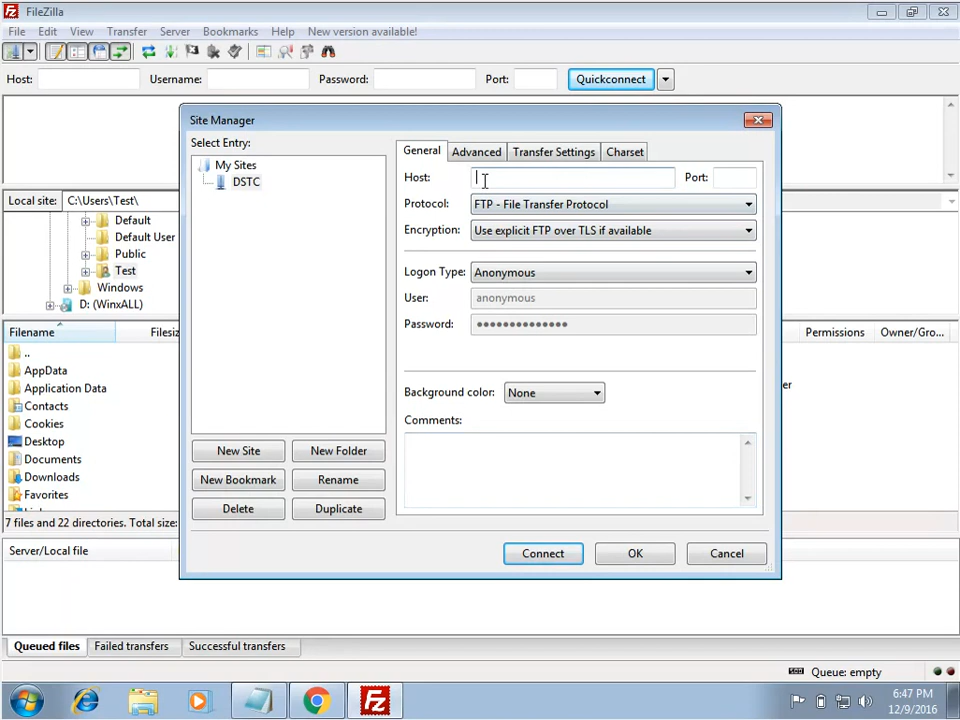 FileZilla
File Edit View Transfer Server Bookmarks Help New version available!
Host: Username: Password: Port: Quickconnect
Site Manager
Select Entry:
My Sites
DSTC
General Advanced Transfer Settings Charset
Host: Port:
Protocol: FTP - File Transfer Protocol
Encryption: Use explicit FTP over TLS if available
Logon Type: Anonymous
User: anonymous
Password: ••••••••••••••
Background color: None
Comments:
New Site New Folder
New Bookmark Rename
Delete Duplicate
Connect OK Cancel
Local site: C:\Users\Test\
Default
Default User
Public
Test
Windows
D: (WinxALL)
Filename Filesiz Permissions Owner/Gro...
..
AppData
Application Data
Contacts
Cookies
Desktop
Documents
Downloads
Favorites
7 files and 22 directories. Total size:
Server/Local file
Queued files Failed transfers Successful transfers
Queue: empty
6:47 PM
12/9/2016